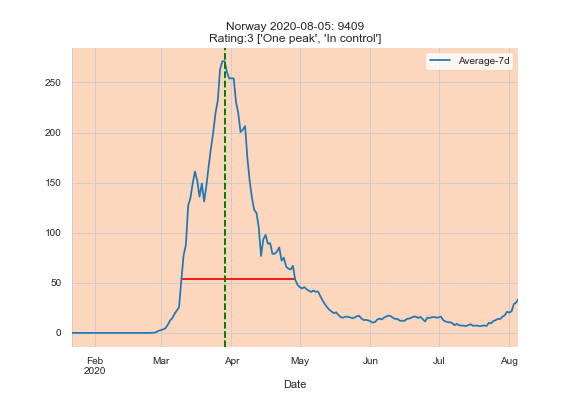 Norway 2020-08-05: 9409
Rating:3 ['One peak', 'In control']
Average-7d
250
200
150
100
50
0
Feb
2020
Mar
Apr
May
Jun
Jul
Aug
Date